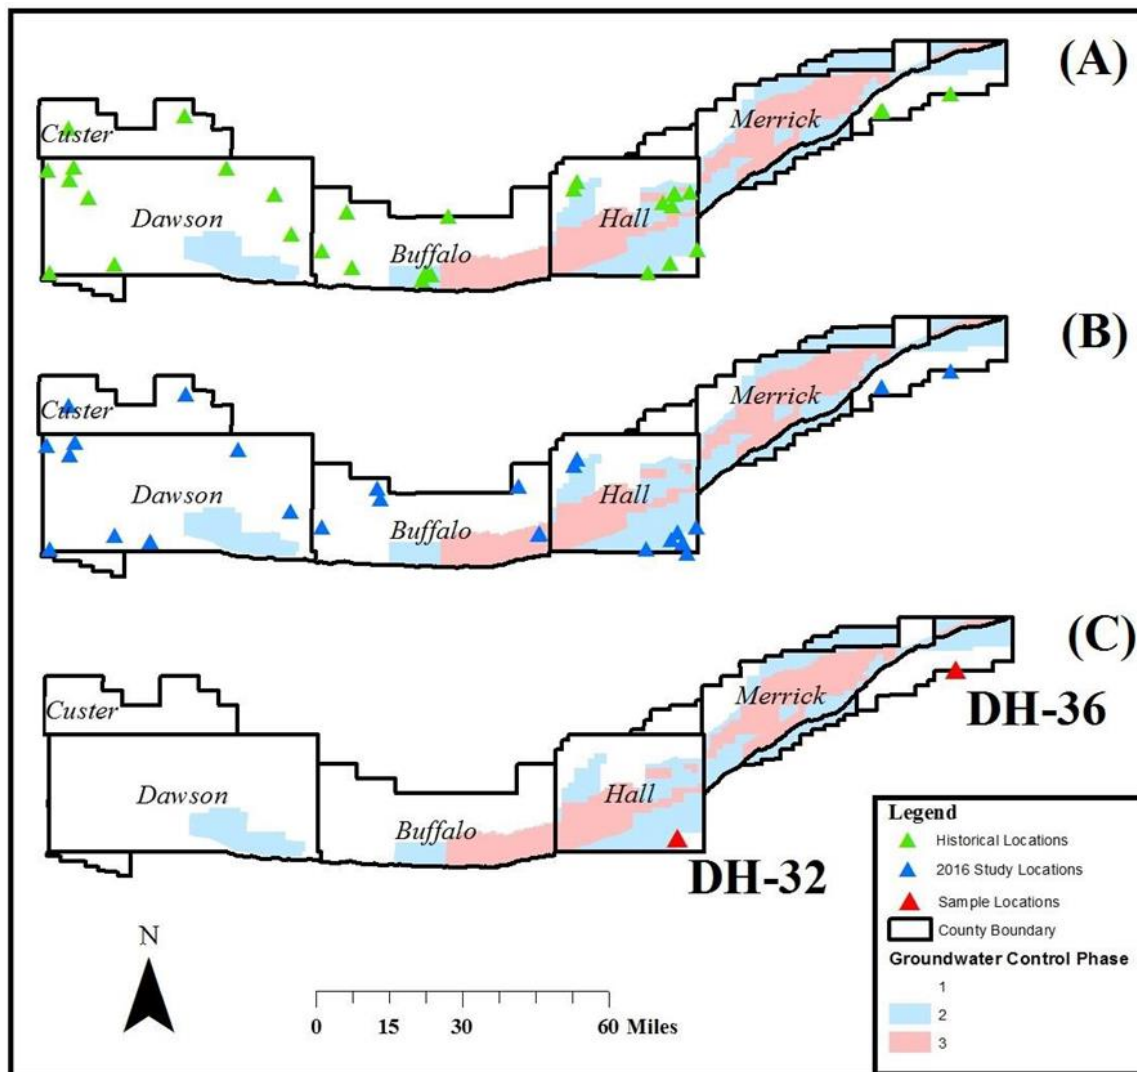 (A)
Custer
Merrick
Dawson
Hall
Buffalo
(B)
Custer
Merrick
Dawson
Hall
Buffalo
(C)
Custer
Merrick
DH-36
Dawson
Hall
Buffalo
DH-32
Legend
Historical Locations
2016 Study Locations
Sample Locations
County Boundary
Groundwater Control Phase
1
2
3
N
0 15 30 60 Miles